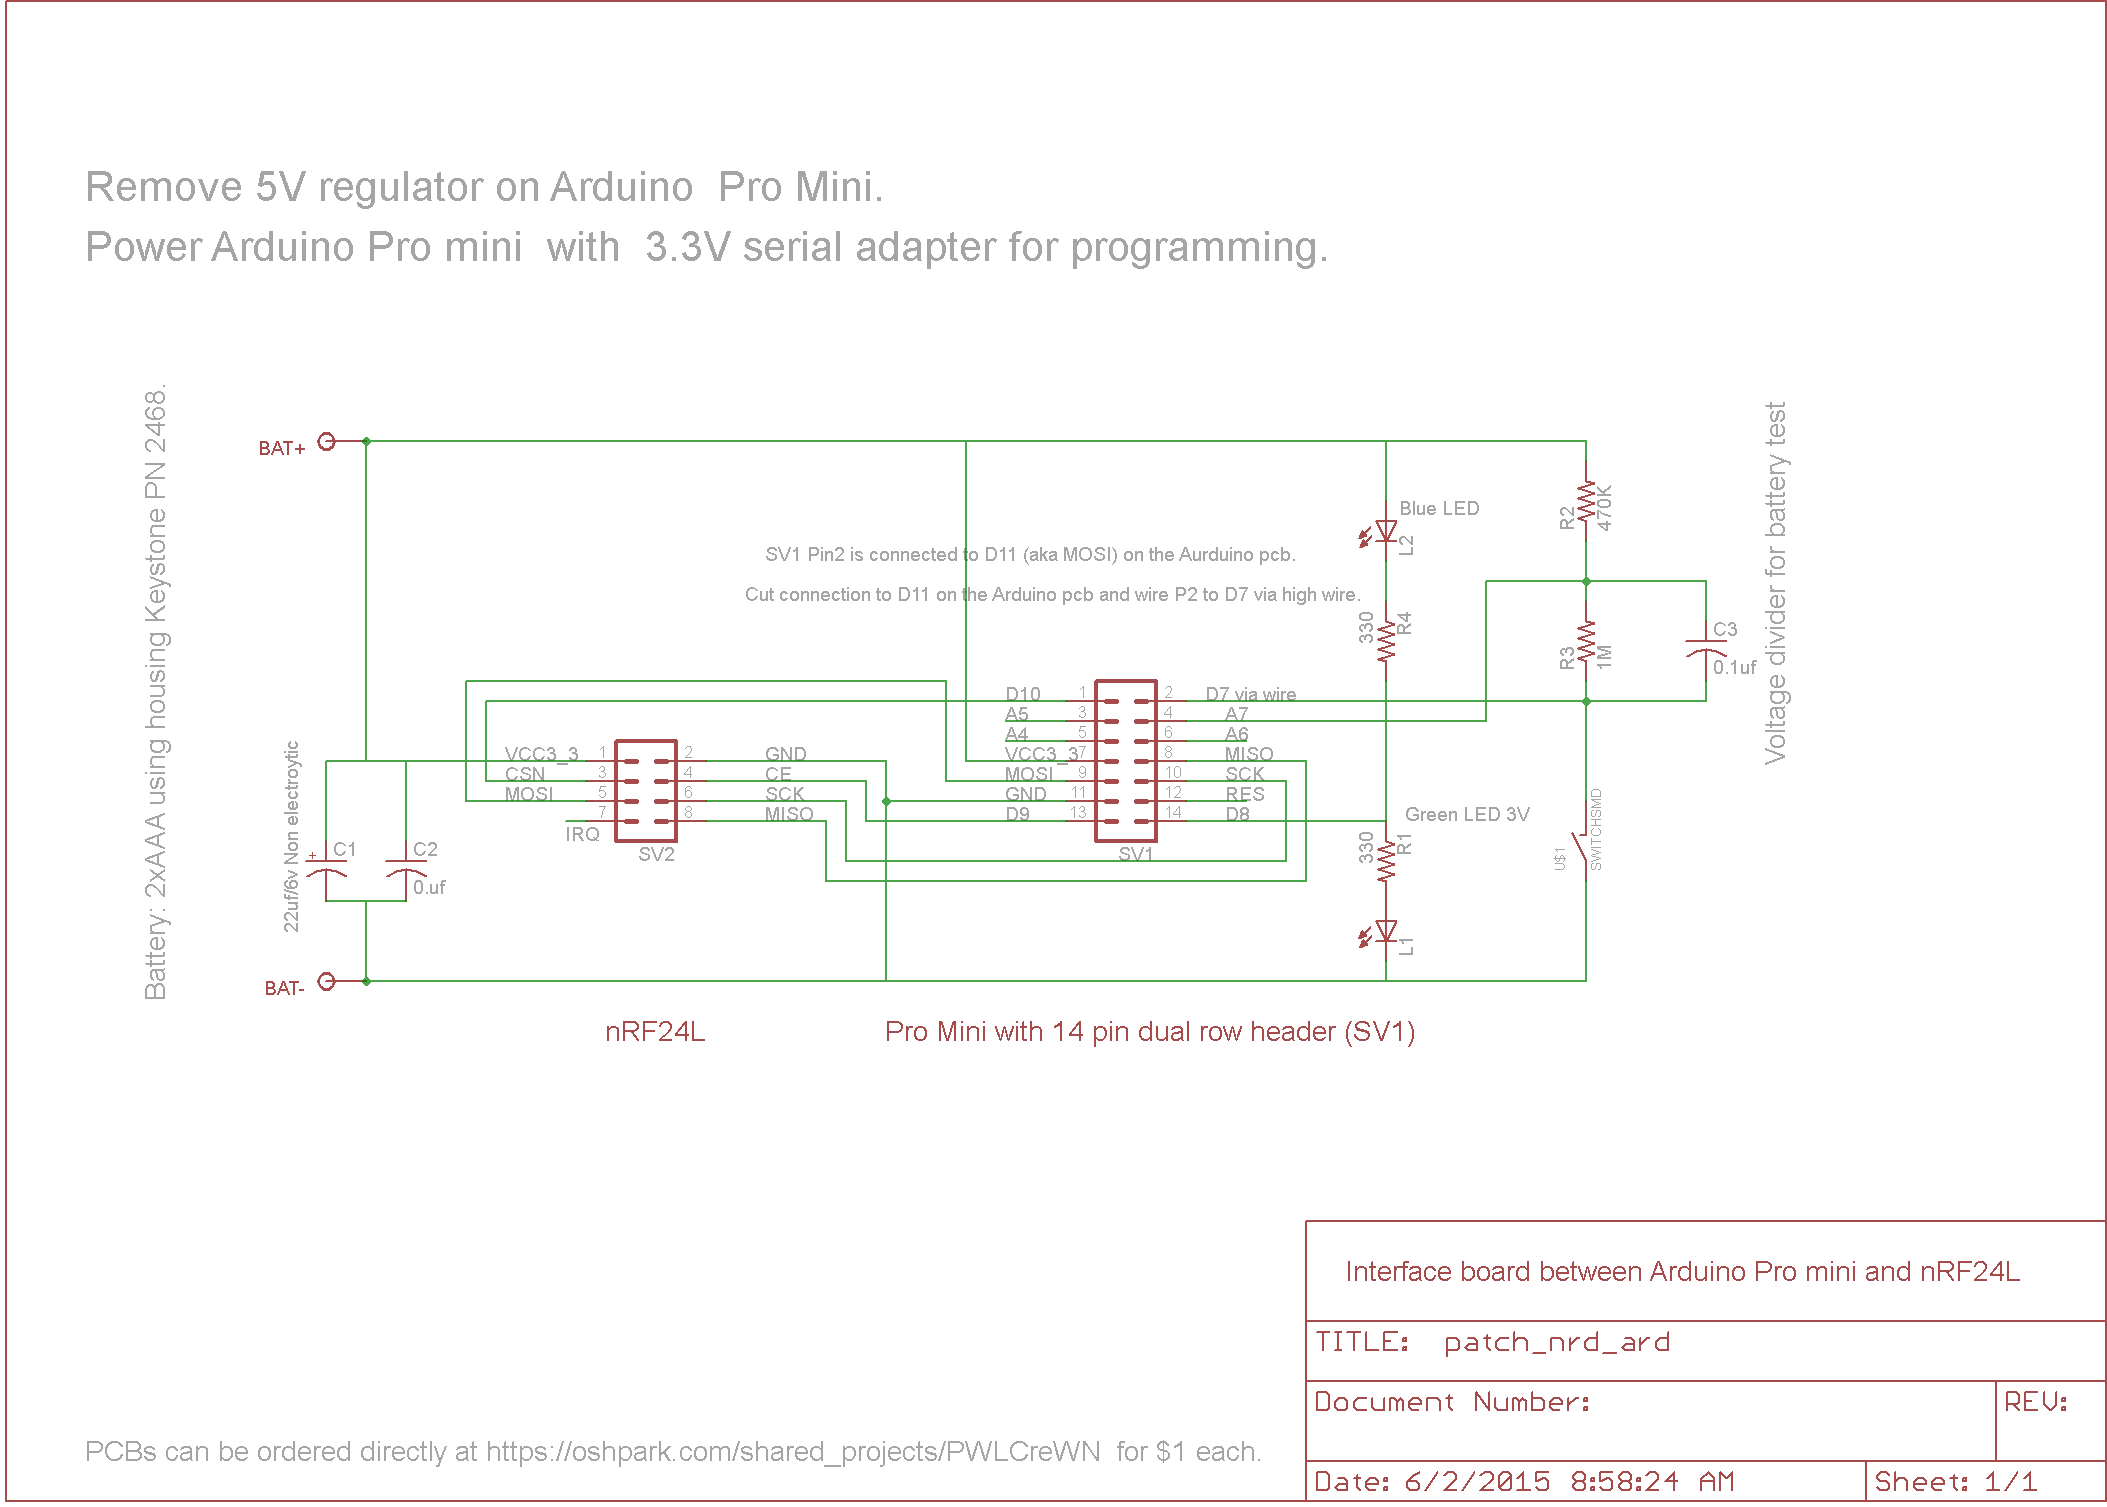 Remove 5V regulator on Arduino  Pro Mini.
Power Arduino Pro mini  with  3.3V serial adapter for programming.
Battery: 2xAAA using housing Keystone PN 2468.
Voltage divider for battery test
BAT+
Blue LED
L2
R2
470K
SV1 Pin2 is connected to D11 (aka MOSI) on the Aurduino pcb.
Cut connection to D11 on the Arduino pcb and wire P2 to D7 via high wire.
330
R4
R3
1M
C3
0.1uf
D10 1 2 D7 via wire
A5 3 4 A7
A4 5 6 A6
VCC3_3 7 8 MISO
MOSI 9 10 SCK
GND 11 12 RES
D9 13 14 D8
SV1
VCC3_3 1 2 GND
CSN 3 4 CE
MOSI 5 6 SCK
7 8 MISO
IRQ
SV2
22uf/6v Non electroytic
+
C1
C2
0.uf
Green LED 3V
330
R1
L1
U$1
SWITCHSMD
BAT-
nRF24L
Pro Mini with 14 pin dual row header (SV1)
Interface board between Arduino Pro mini and nRF24L
TITLE: patch_nrd_ard
Document Number:
REV:
Date: 6/2/2015 8:58:24 AM
Sheet: 1/1
PCBs can be ordered directly at https://oshpark.com/shared_projects/PWLCreWN  for $1 each.